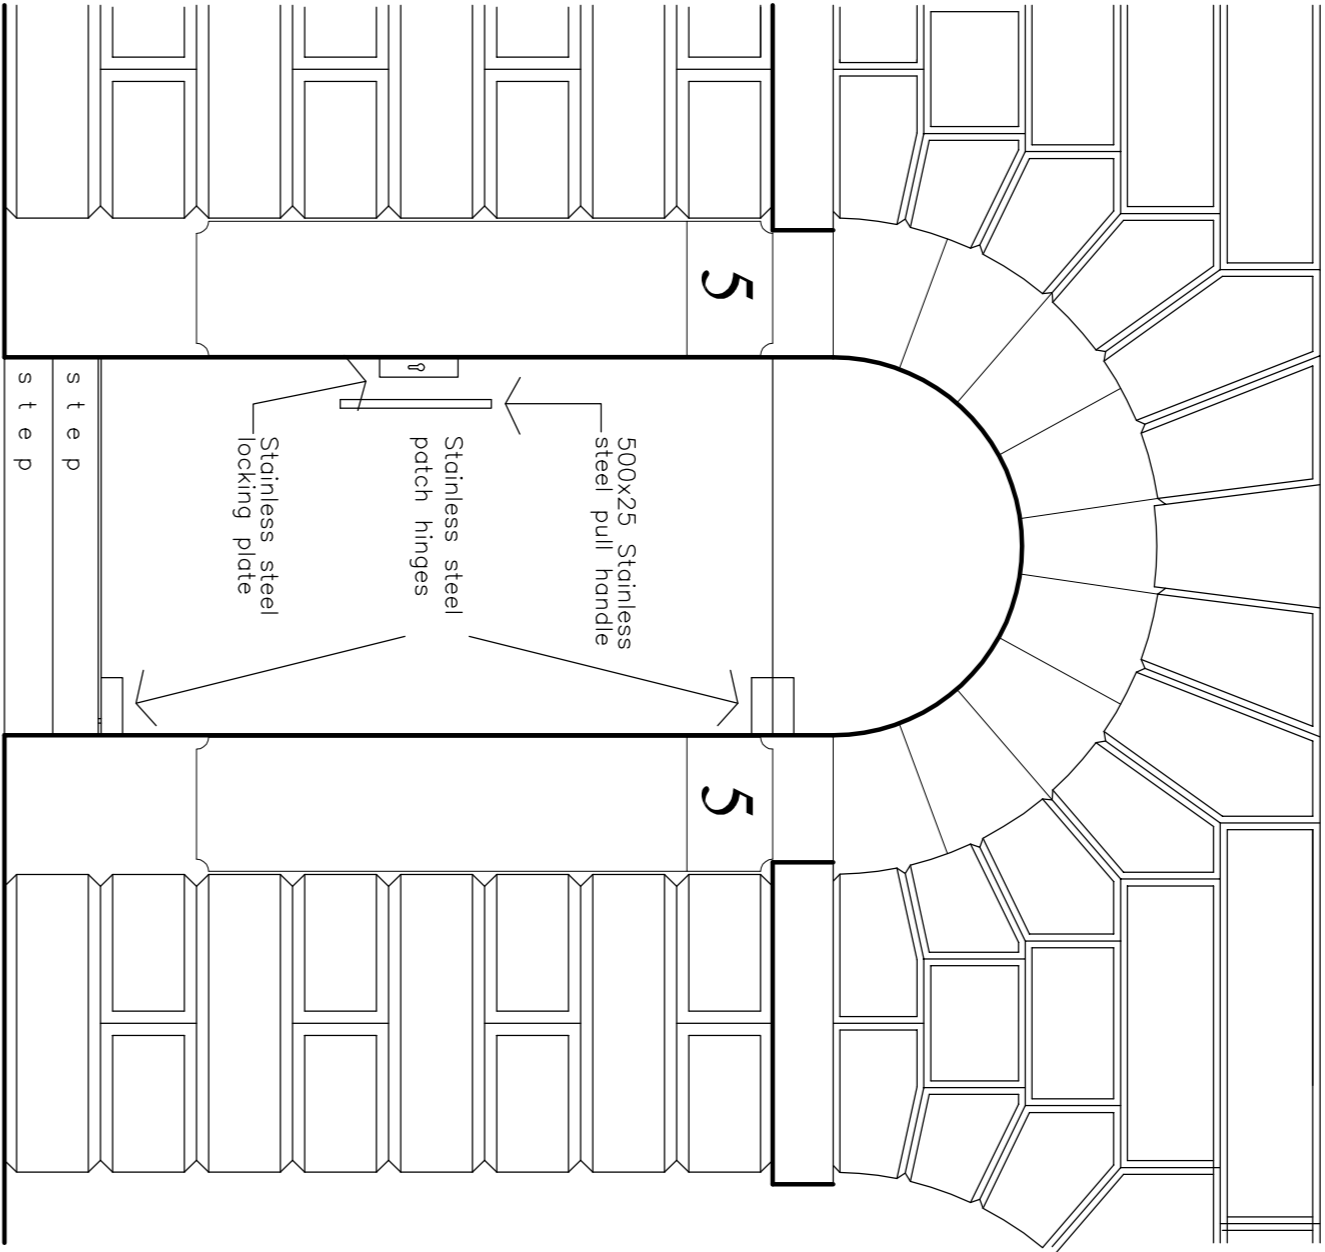 5
5
500x25 Stainless
steel pull handle
Stainless steel
patch hinges
Stainless steel
locking plate
step
step